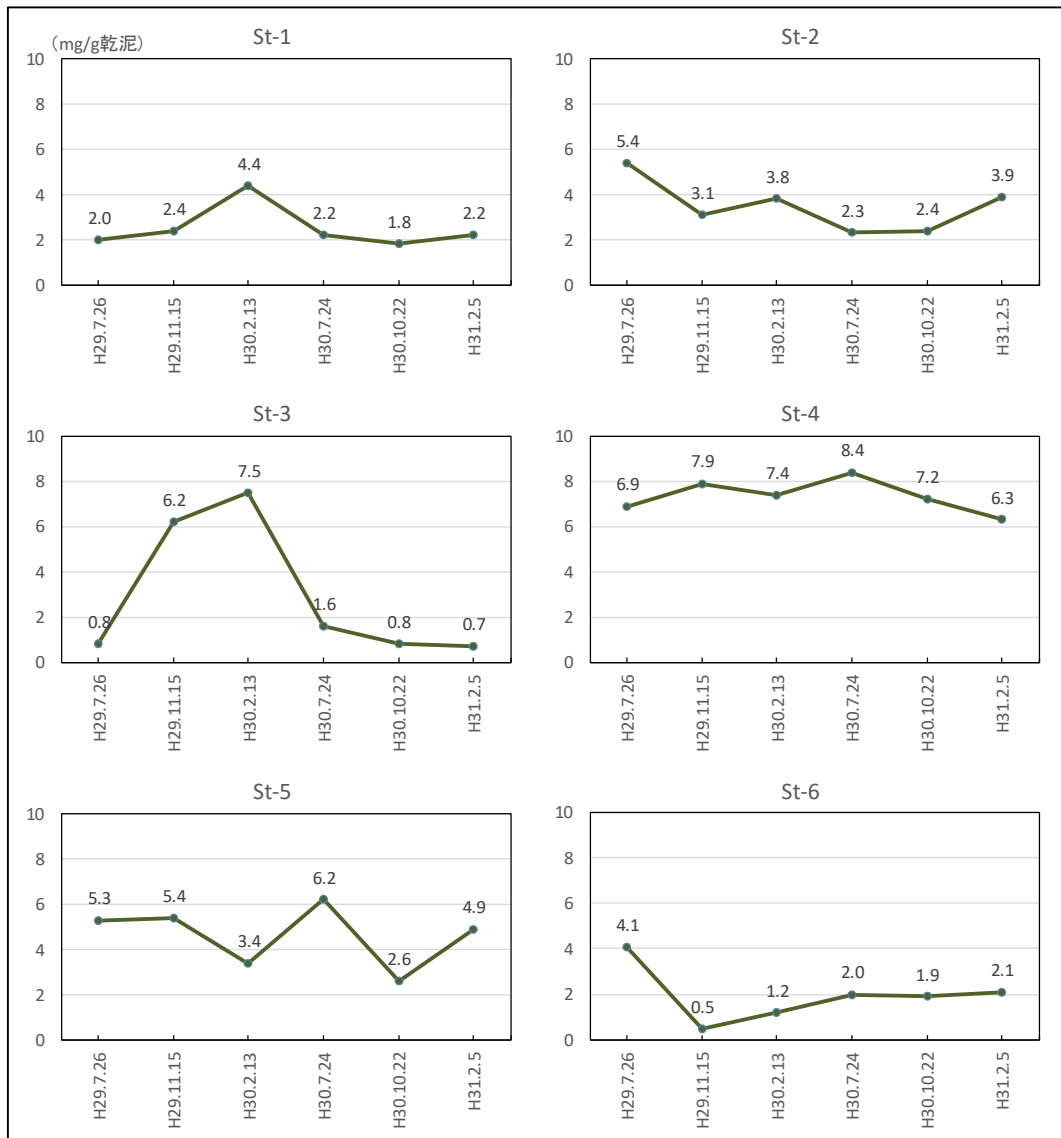 (mg/g乾泥)
St-1
10
8
6
4
2
0
2.0
2.4
4.4
2.2
1.8
2.2
H29.7.26
H29.11.15
H30.2.13
H30.7.24
H30.10.22
H31.2.5
St-2
10
8
6
4
2
0
5.4
3.1
3.8
2.3
2.4
3.9
H29.7.26
H29.11.15
H30.2.13
H30.7.24
H30.10.22
H31.2.5
St-3
10
8
6
4
2
0
0.8
6.2
7.5
1.6
0.8
0.7
H29.7.26
H29.11.15
H30.2.13
H30.7.24
H30.10.22
H31.2.5
St-4
10
8
6
4
2
0
6.9
7.9
7.4
8.4
7.2
6.3
H29.7.26
H29.11.15
H30.2.13
H30.7.24
H30.10.22
H31.2.5
St-5
10
8
6
4
2
0
5.3
5.4
3.4
6.2
2.6
4.9
H29.7.26
H29.11.15
H30.2.13
H30.7.24
H30.10.22
H31.2.5
St-6
10
8
6
4
2
0
4.1
0.5
1.2
2.0
1.9
2.1
H29.7.26
H29.11.15
H30.2.13
H30.7.24
H30.10.22
H31.2.5